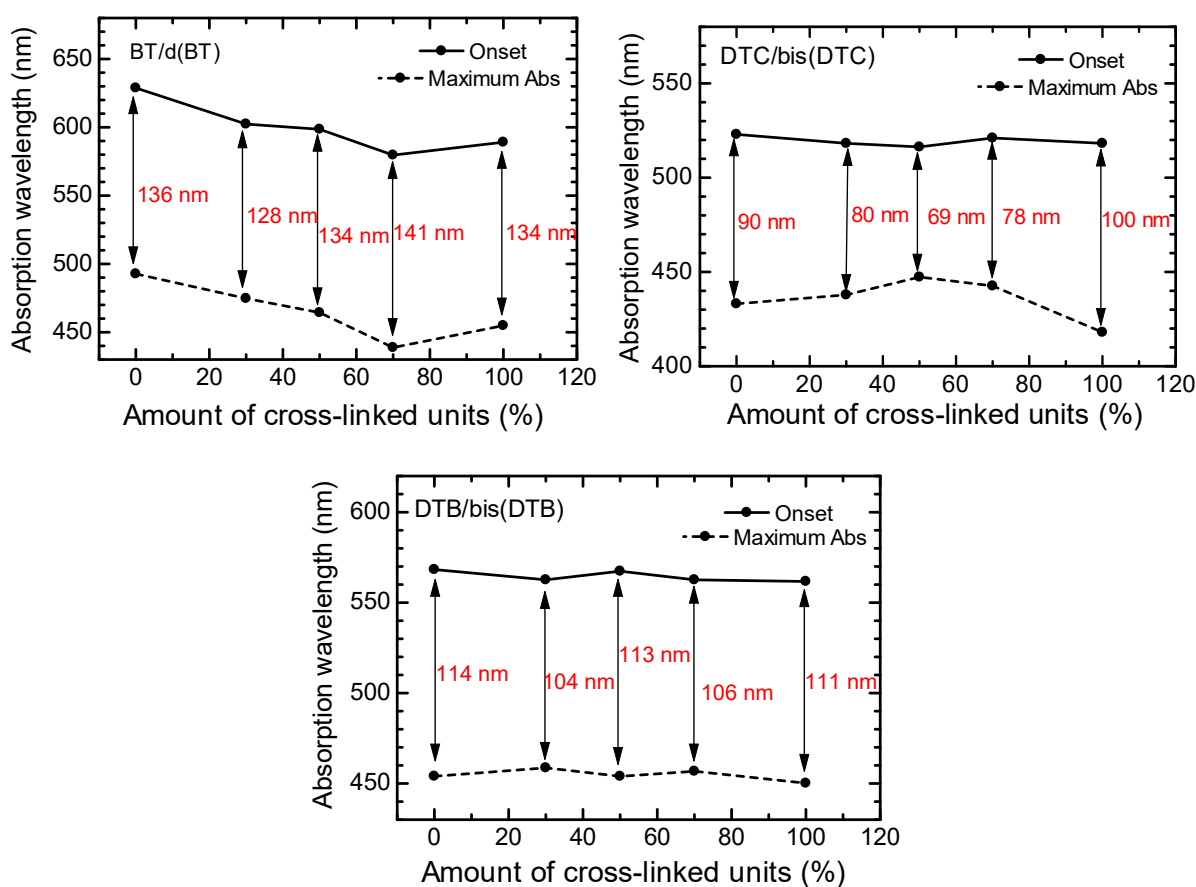 BT/d(BT)
Onset
Maximum Abs
Absorption wavelength (nm)
650
600
550
500
450
136 nm
128 nm
134 nm
141 nm
134 nm
0 20 40 60 80 100 120
Amount of cross-linked units (%)
DTC/bis(DTC)
Onset
Maximum Abs
Absorption wavelength (nm)
550
500
450
400
90 nm
80 nm
69 nm
78 nm
100 nm
0 20 40 60 80 100 120
Amount of cross-linked units (%)
DTB/bis(DTB)
Onset
Maximum Abs
Absorption wavelength (nm)
600
550
500
450
114 nm
104 nm
113 nm
106 nm
111 nm
0 20 40 60 80 100 120
Amount of cross-linked units (%)